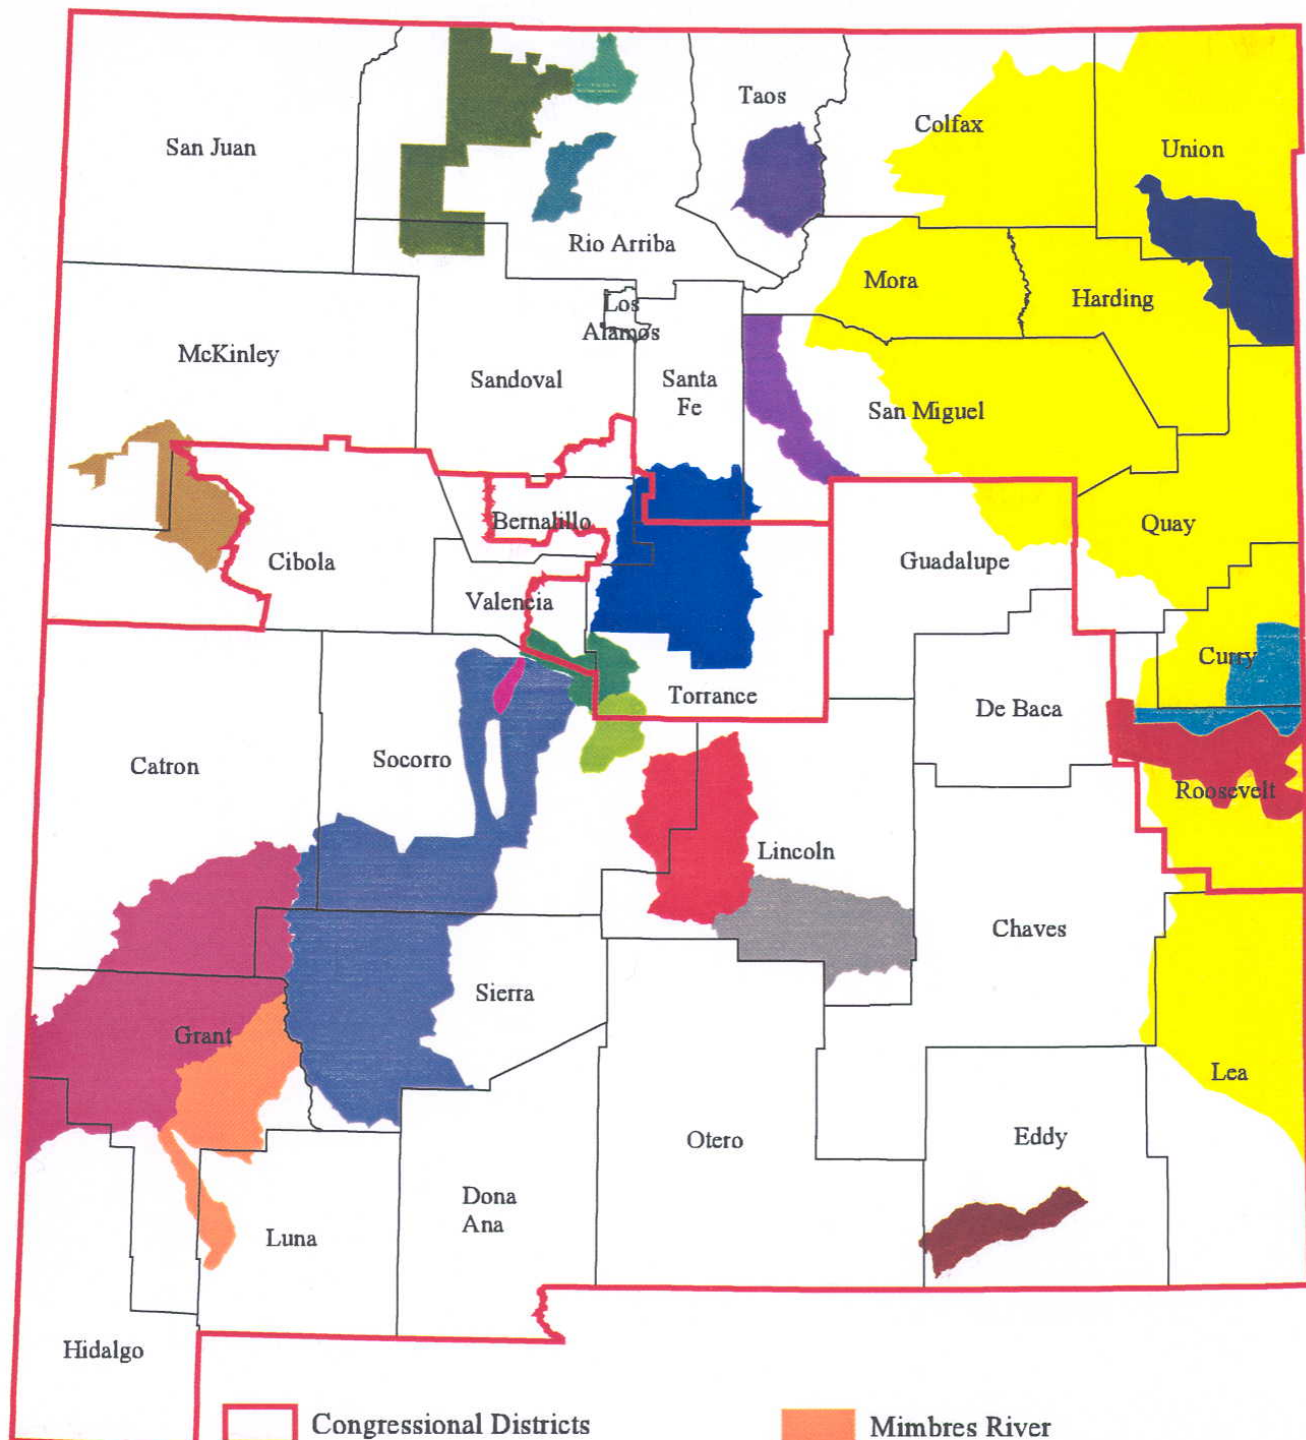 Taos
Colfax
San Juan
Union
Rio Arriba
Mora
Harding
Los
Alamos
McKinley
Sandoval
Santa
Fe
San Miguel
Bernalillo
Quay
Cibola
Guadalupe
Valencia
Curry
Torrance
De Baca
Catron
Socorro
Roosevelt
Lincoln
Chaves
Sierra
Grant
Lea
Otero
Eddy
Dona
Ana
Luna
Hidalgo
Congressional Districts
Mimbres River